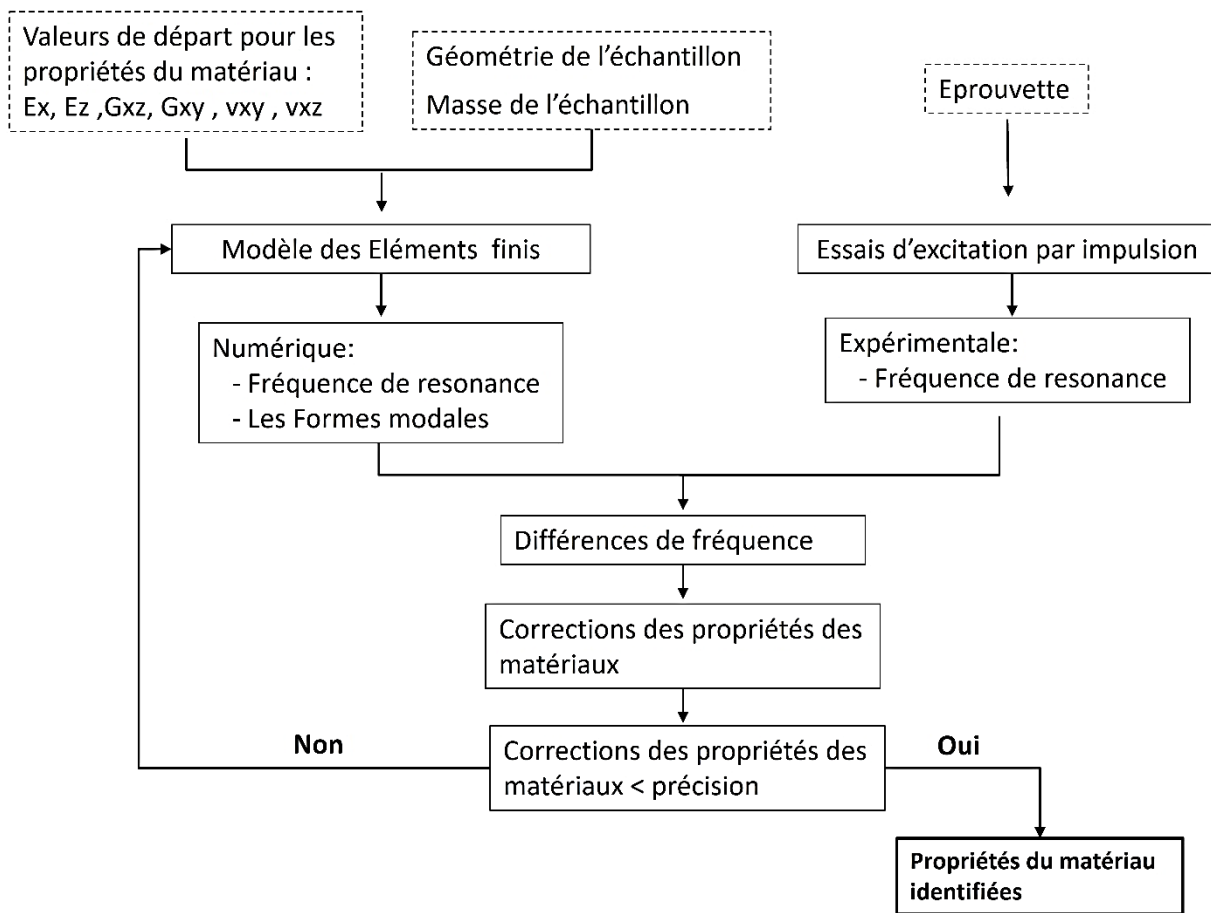 Valeurs de départ pour les
propriétés du matériau :
Ex, Ez ,Gxz, Gxy , νxy , νxz
Géométrie de l’échantillon
Masse de l’échantillon
Eprouvette
Modèle des Eléments finis
Essais d’excitation par impulsion
Numérique:
- Fréquence de resonance
- Les Formes modales
Expérimentale:
- Fréquence de resonance
Différences de fréquence
Corrections des propriétés des
matériaux
Non
Corrections des propriétés des
matériaux < précision
Oui
Propriétés du matériau
identifiées